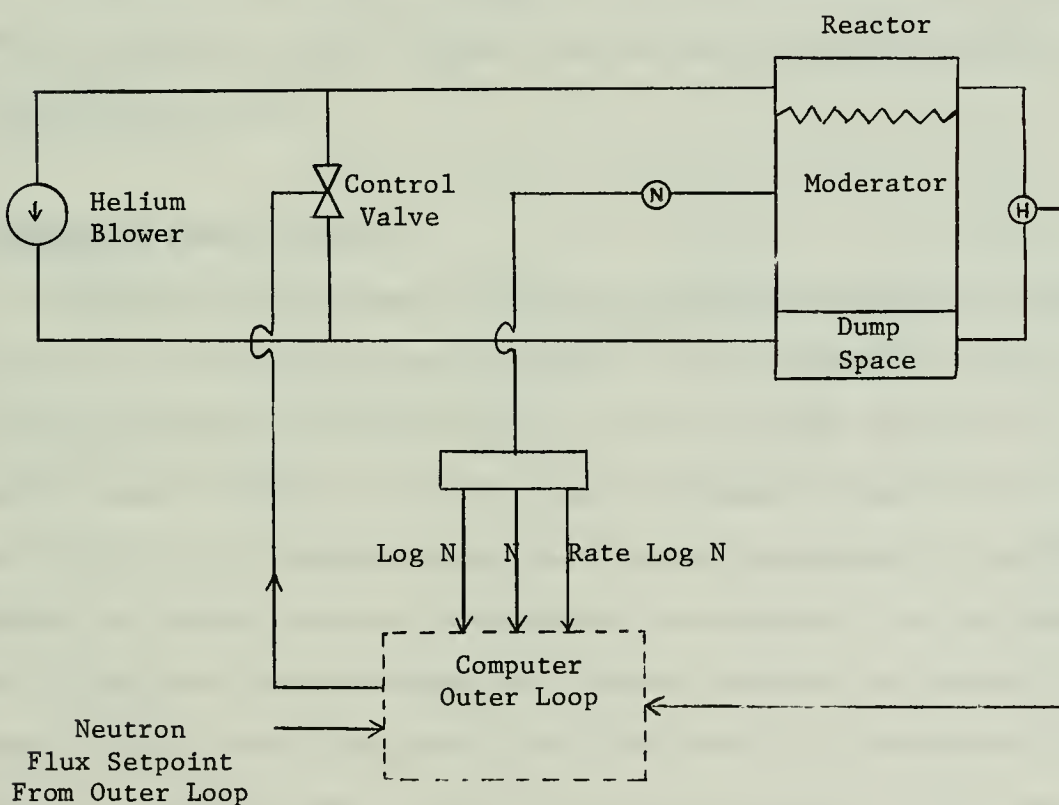 Reactor
Helium
Blower
Control
Valve
N
Moderator
H
Dump
Space
Log N
N
Rate Log N
Computer
Outer Loop
Neutron
Flux Setpoint
From Outer Loop